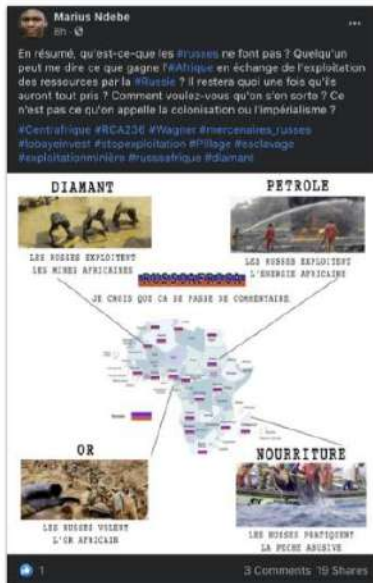 Marius Ndebe
8h
En résumé, qu'est-ce-que les #russes ne font pas ? Quelqu'un
peut me dire ce que gagne l'#Afrique en échange de l'exploitation
des ressources par la #Russie ? Il restera quoi une fois qu'ils
auront tout pris ? Comment voulez-vous qu'on s'en sorte ? Ce
n'est pas ce qu'on appelle la colonisation ou l'impérialisme ?
#Centrafrique #RCA236 #Wagner #mercenaires_russes
#lobayeinvest #stopexploitation #Pillage #esclavage
#exploitationminière #russafrique #diamant
DIAMANT
PETROLE
LES RUSSES EXPLOITENT
LES MINES AFRICAINES
LES RUSSES EXPLOITENT
L'ENERGIE AFRICAINE
JE CROIS QUE CA SE PASSE DE COMMENTAIRE.
OR
NOURRITURE
LES RUSSES VOLENT
L'OR AFRICAIN
LES RUSSES PRATIQUENT
LA PECHE ABUSIVE
1
3 Comments 19 Shares